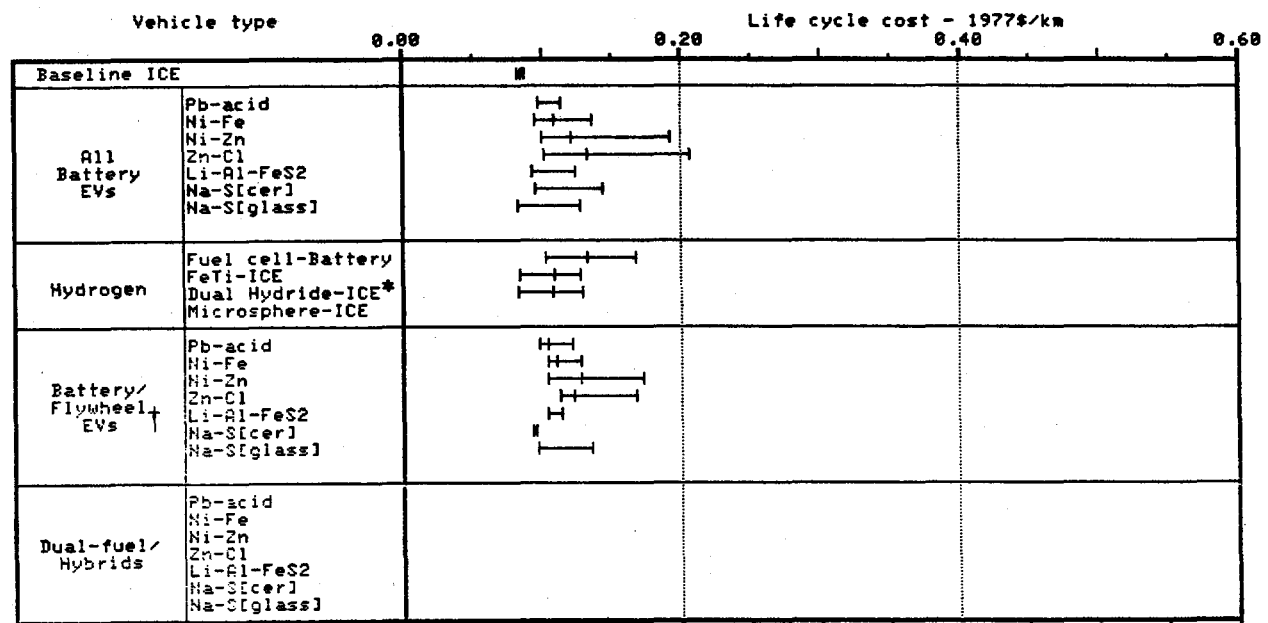 Vehicle type Life cycle cost - 1977$/km
0.00 0.20 0.40 0.60
Baseline ICE
All
Battery
EVs
Pb-acid
Ni-Fe
Ni-Zn
Zn-Cl
Li-Al-FeS2
Na-S[cer]
Na-S[glass]
Hydrogen
Fuel cell-Battery
FeTi-ICE
Dual Hydride-ICE*
Microsphere-ICE
Battery/
Flywheel†
EVs
Pb-acid
Ni-Fe
Ni-Zn
Zn-Cl
Li-Al-FeS2
Na-S[cer]
Na-S[glass]
Dual-fuel/
Hybrids
Pb-acid
Ni-Fe
Ni-Zn
Zn-Cl
Li-Al-FeS2
Na-S[cer]
Na-S[glass]